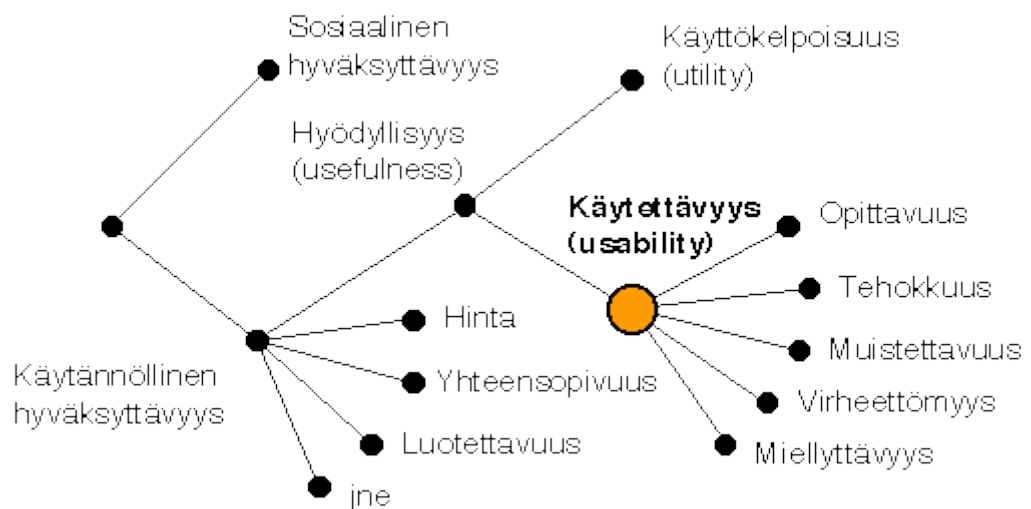 Sosiaalinen
hyväksyttävyys
Käyttökelpoisuus
(utility)
Hyödyllisyys
(usefulness)
Käytettävyys
(usability)
Opittavuus
Tehokkuus
Hinta
Muistettavuus
Käytännöllinen
hyväksyttävyys
Yhteensopivuus
Virheettömyys
Luotettavuus
Miellyttävyys
jne